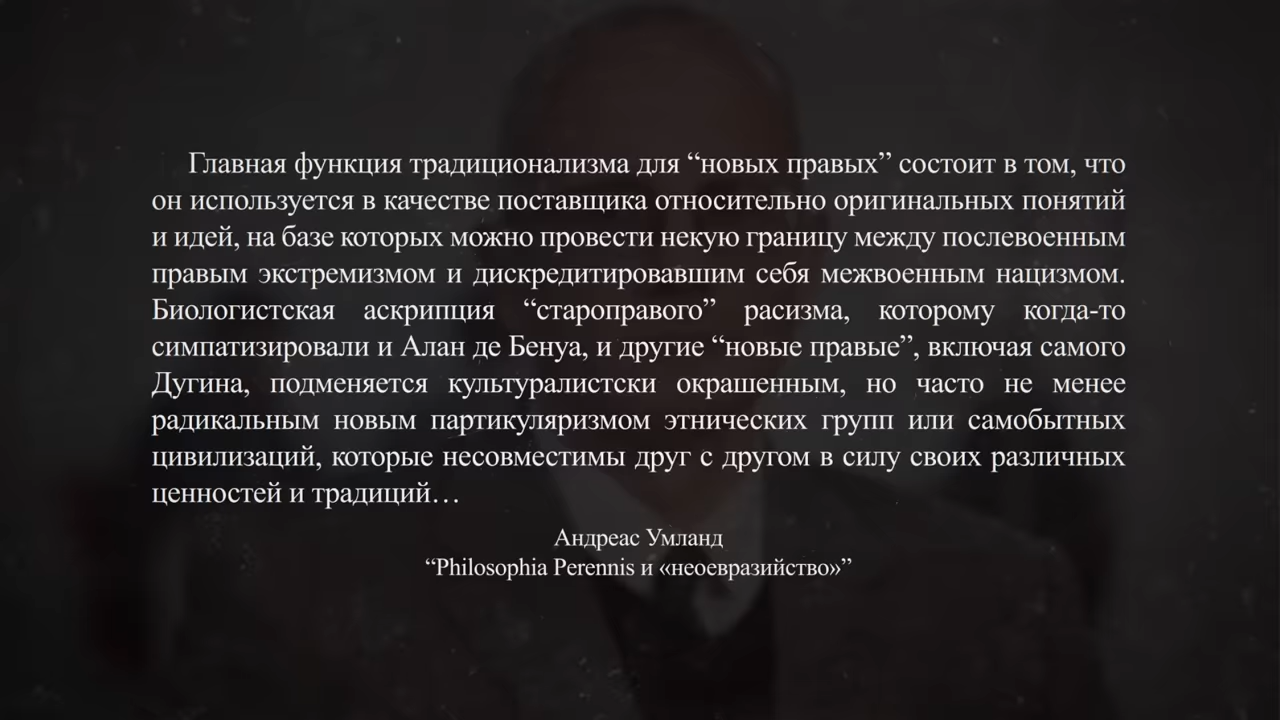 Главная функция традиционализма для “новых правых” состоит в том, что
он используется в качестве поставщика относительно оригинальных понятий
и идей, на базе которых можно провести некую границу между послевоенным
правым экстремизмом и дискредитировавшим себя межвоенным нацизмом.
Биологистская аскрипция “староправого” расизма, которому когда-то
симпатизировали и Алан де Бенуа, и другие “новые правые”, включая самого
Дугина, подменяется культуралистски окрашенным, но часто не менее
радикальным новым партикуляризмом этнических групп или самобытных
цивилизаций, которые несовместимы друг с другом в силу своих различных
ценностей и традиций…
Андреас Умланд
“Philosophia Perennis и «неоевразийство»”